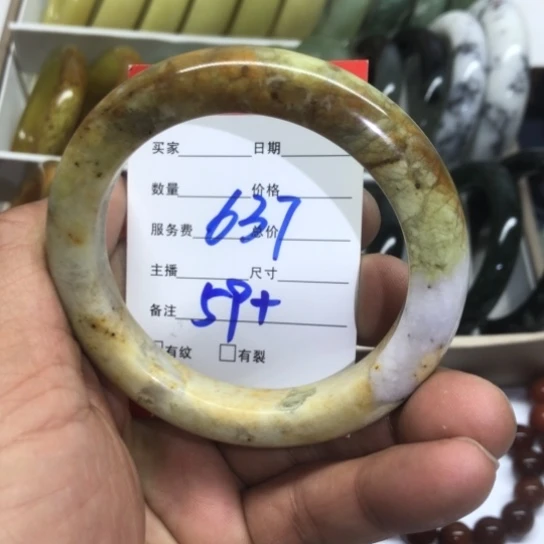 买家 日期
数量 价格
服务费 总价
637
主播 尺寸
备注 59+
□有纹 □有裂